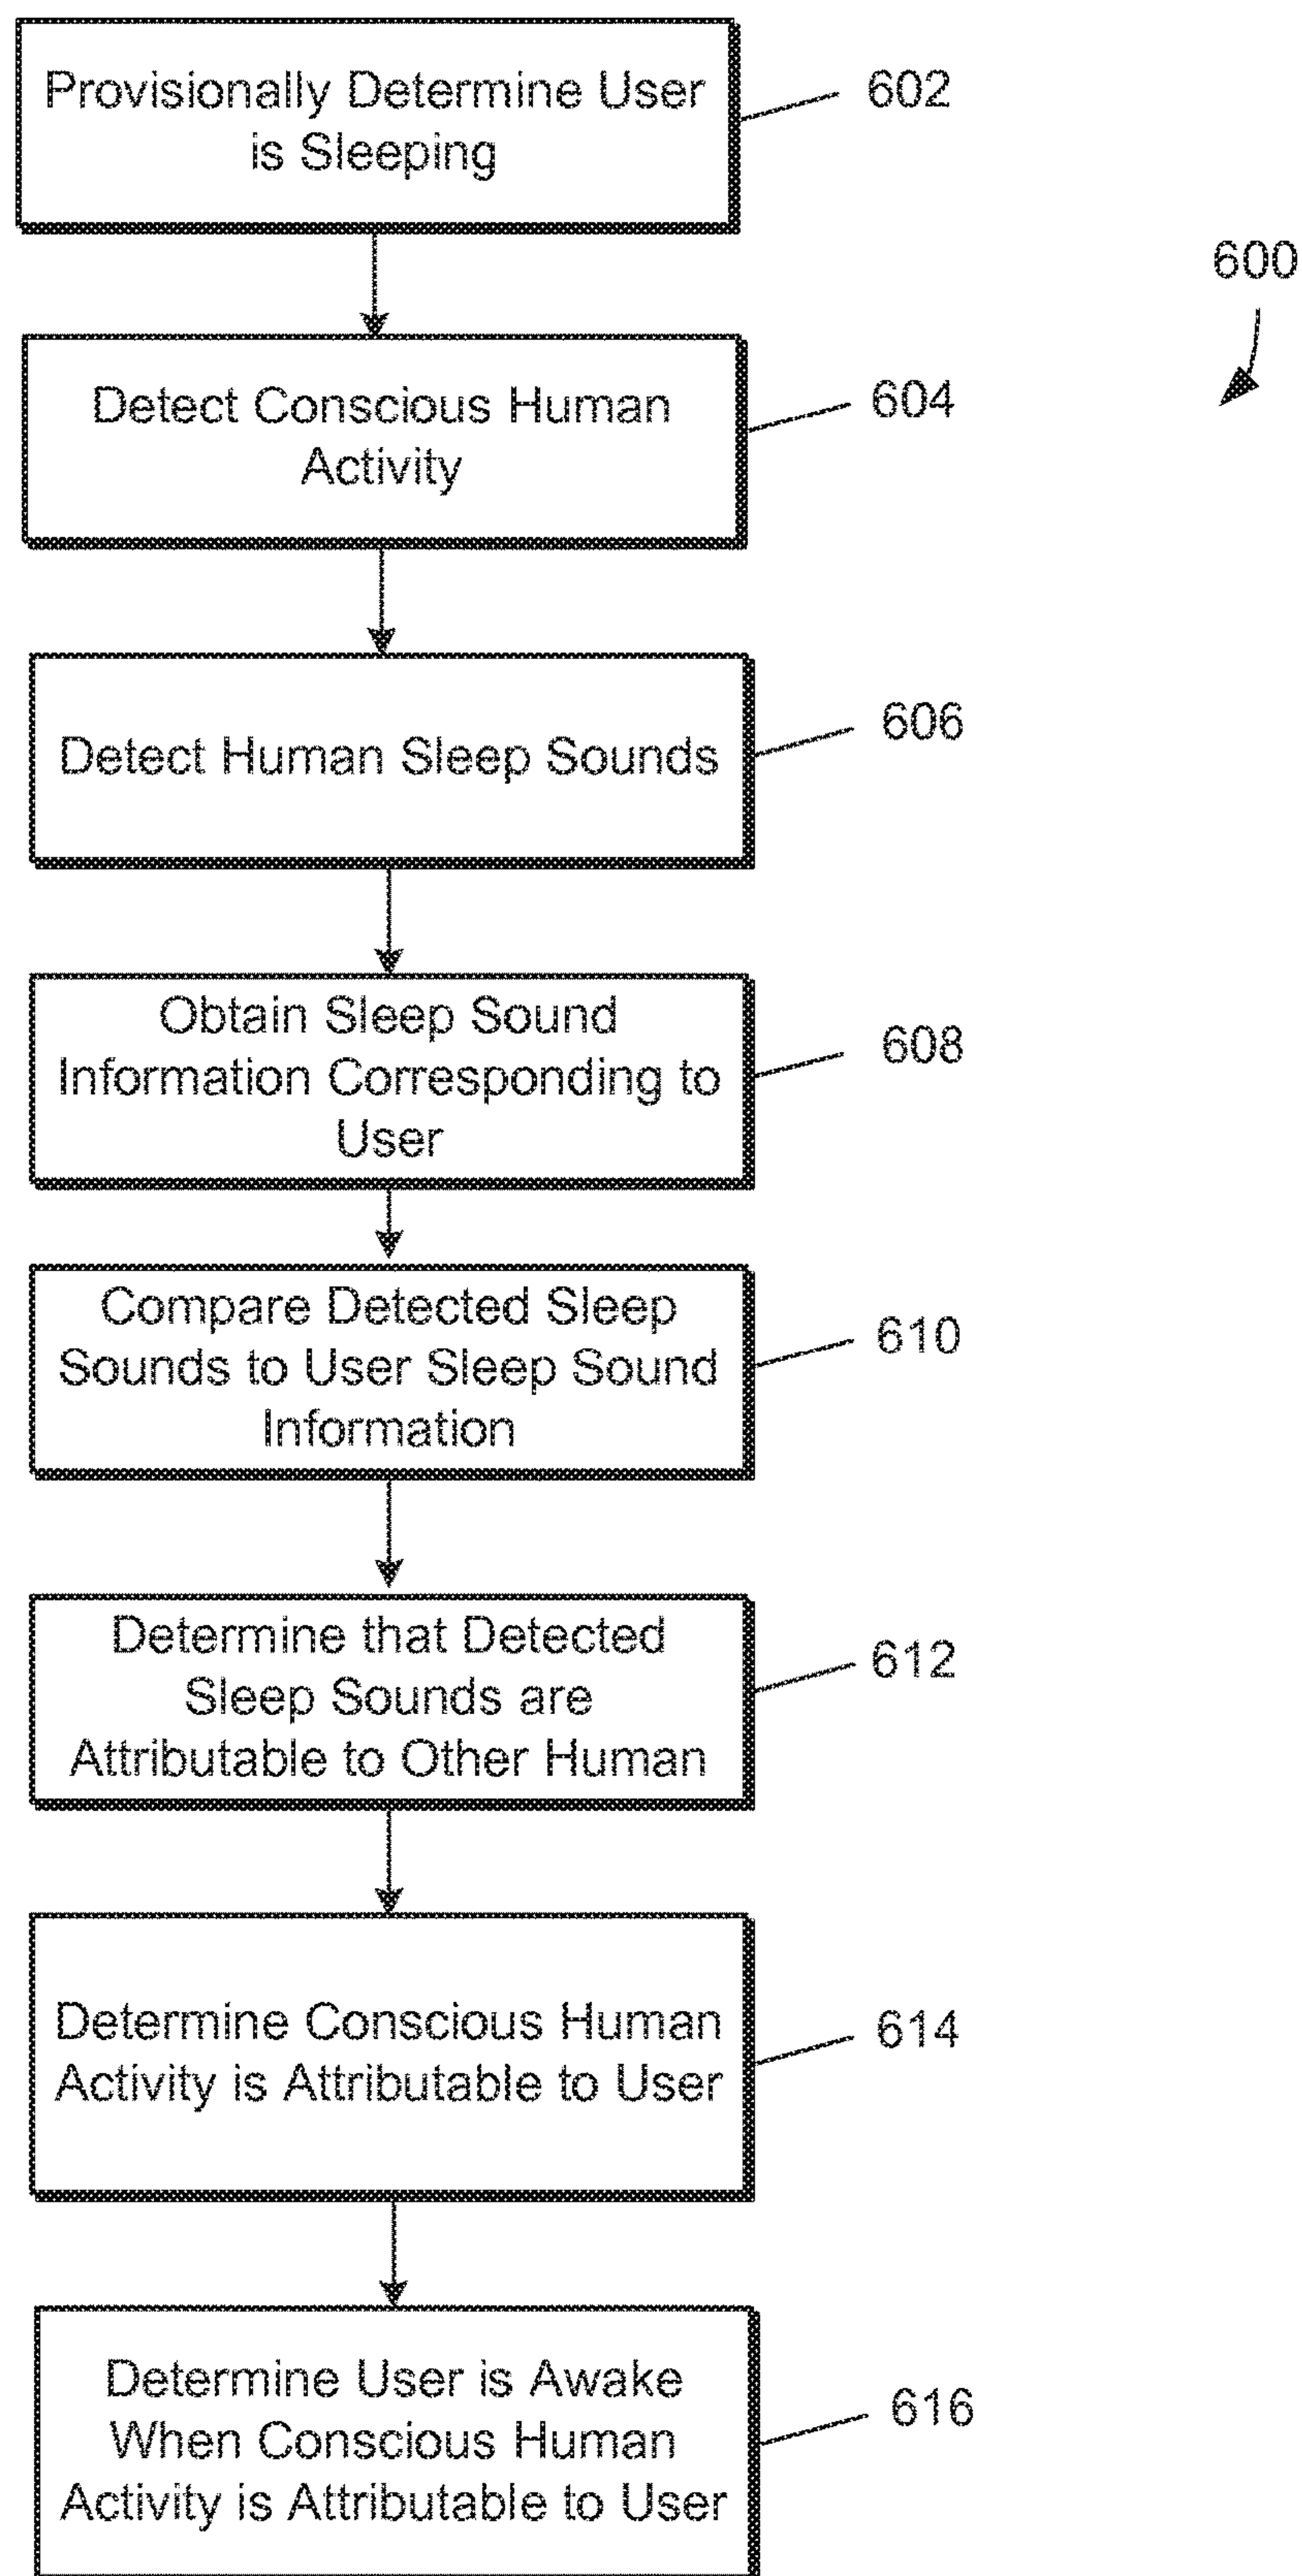 Provisionally Determine User
is Sleeping
602
600
Detect Conscious Human
Activity
604
Detect Human Sleep Sounds
606
Obtain Sleep Sound
Information Corresponding to
User
608
Compare Detected Sleep
Sounds to User Sleep Sound
Information
610
Determine that Detected
Sleep Sounds are
Attributable to Other Human
612
Determine Conscious Human
Activity is Attributable to User
614
Determine User is Awake
When Conscious Human
Activity is Attributable to User
616